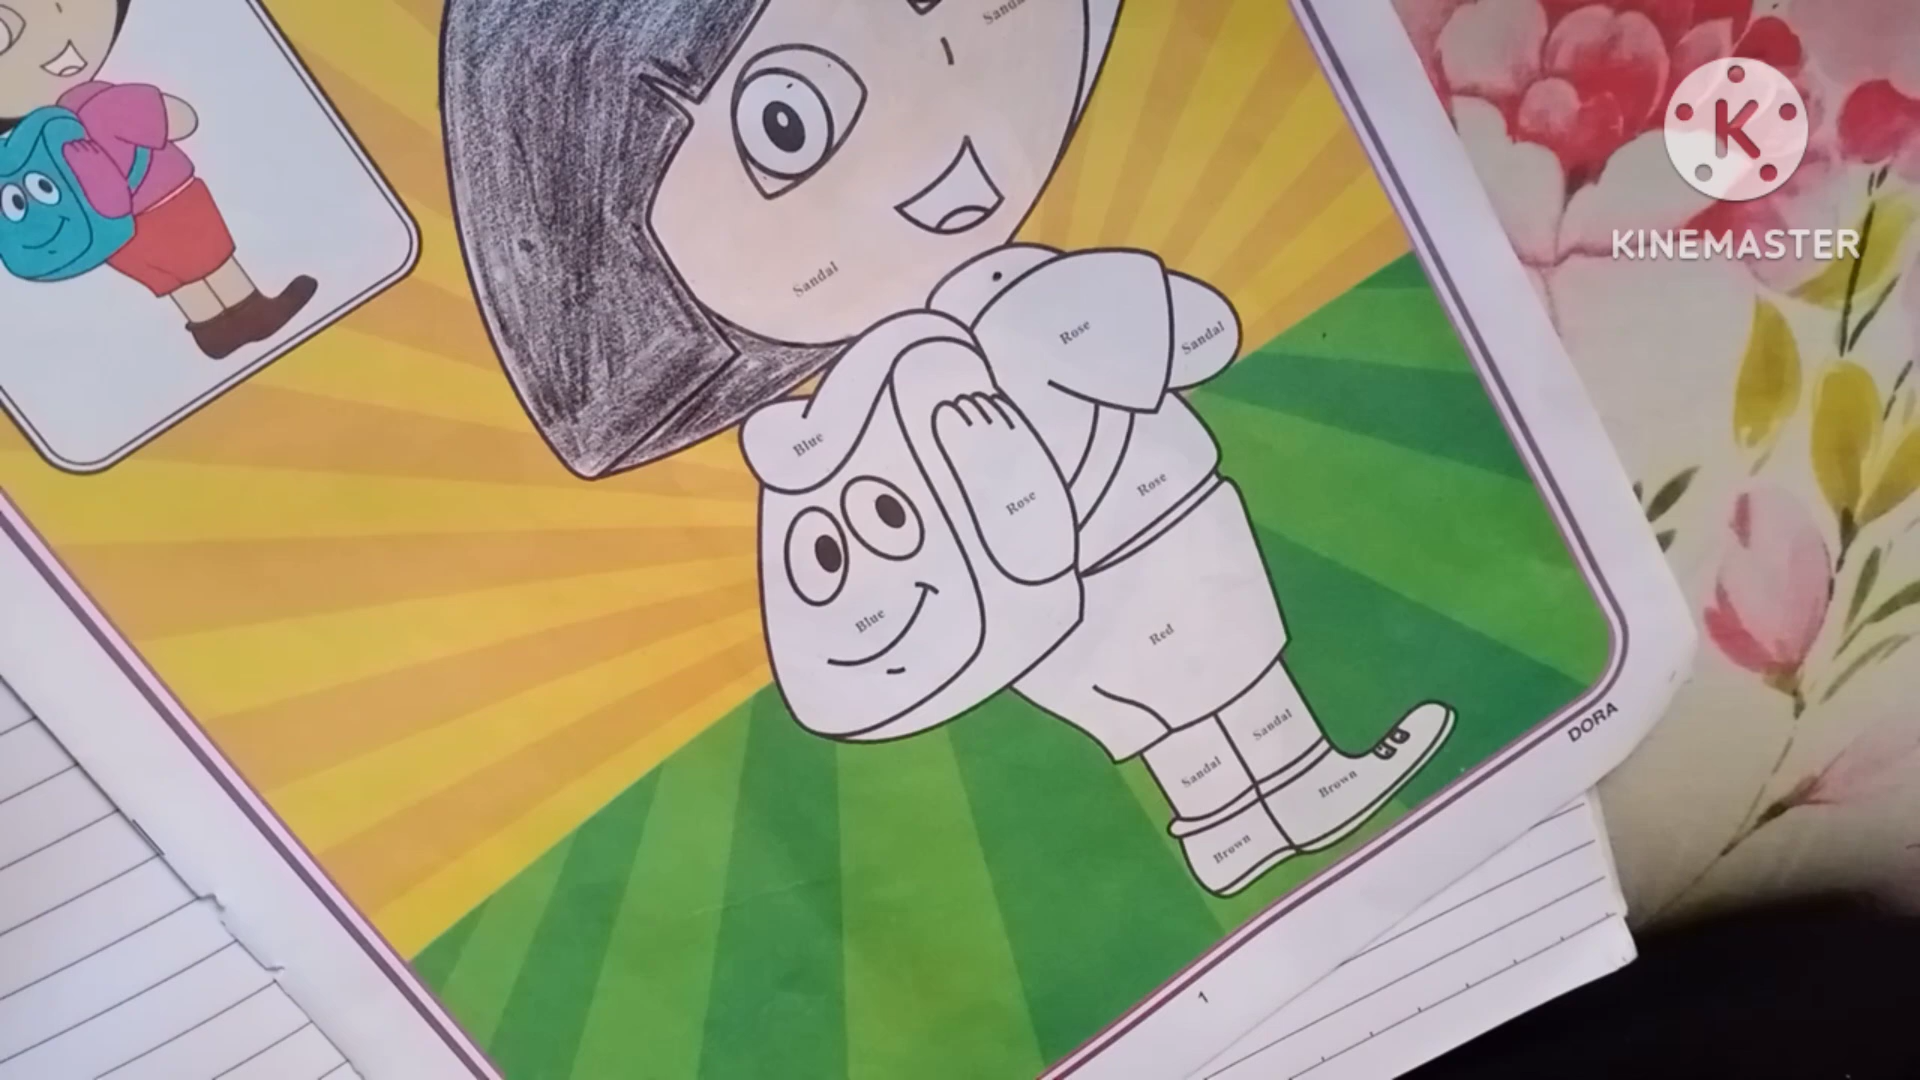 Sandal
K
KINEMASTER
Sandal
Rose
Sandal
Blue
Rose
Rose
Blue
Red
Sandal
Sandal
Brown
Brown
DORA
1